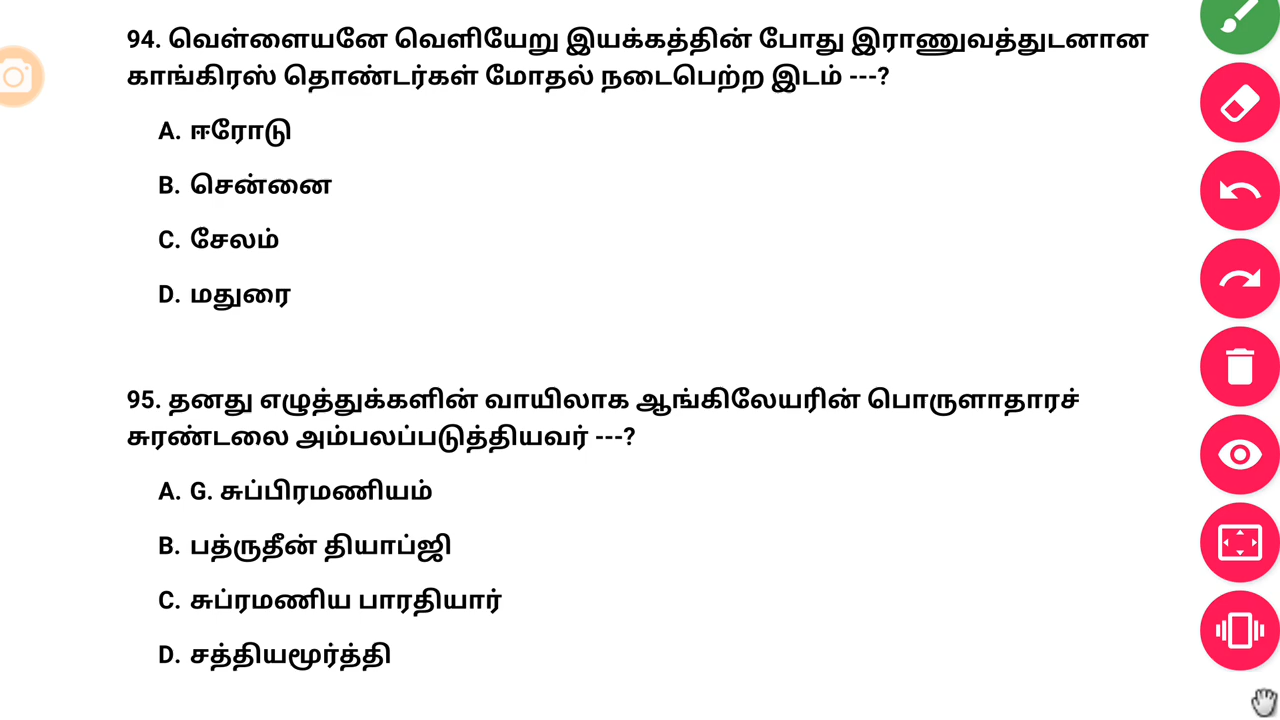 94. வெள்ளையனே வெளியேறு இயக்கத்தின் போது இராணுவத்துடனான
காங்கிரஸ் தொண்டர்கள் மோதல் நடைபெற்ற இடம் ---?
A. ஈரோடு
B. சென்னை
C. சேலம்
D. மதுரை
95. தனது எழுத்துக்களின் வாயிலாக ஆங்கிலேயரின் பொருளாதாரச்
சுரண்டலை அம்பலப்படுத்தியவர் ---?
A. G. சுப்பிரமணியம்
B. பத்ருதீன் தியாப்ஜி
C. சுப்ரமணிய பாரதியார்
D. சத்தியமூர்த்தி